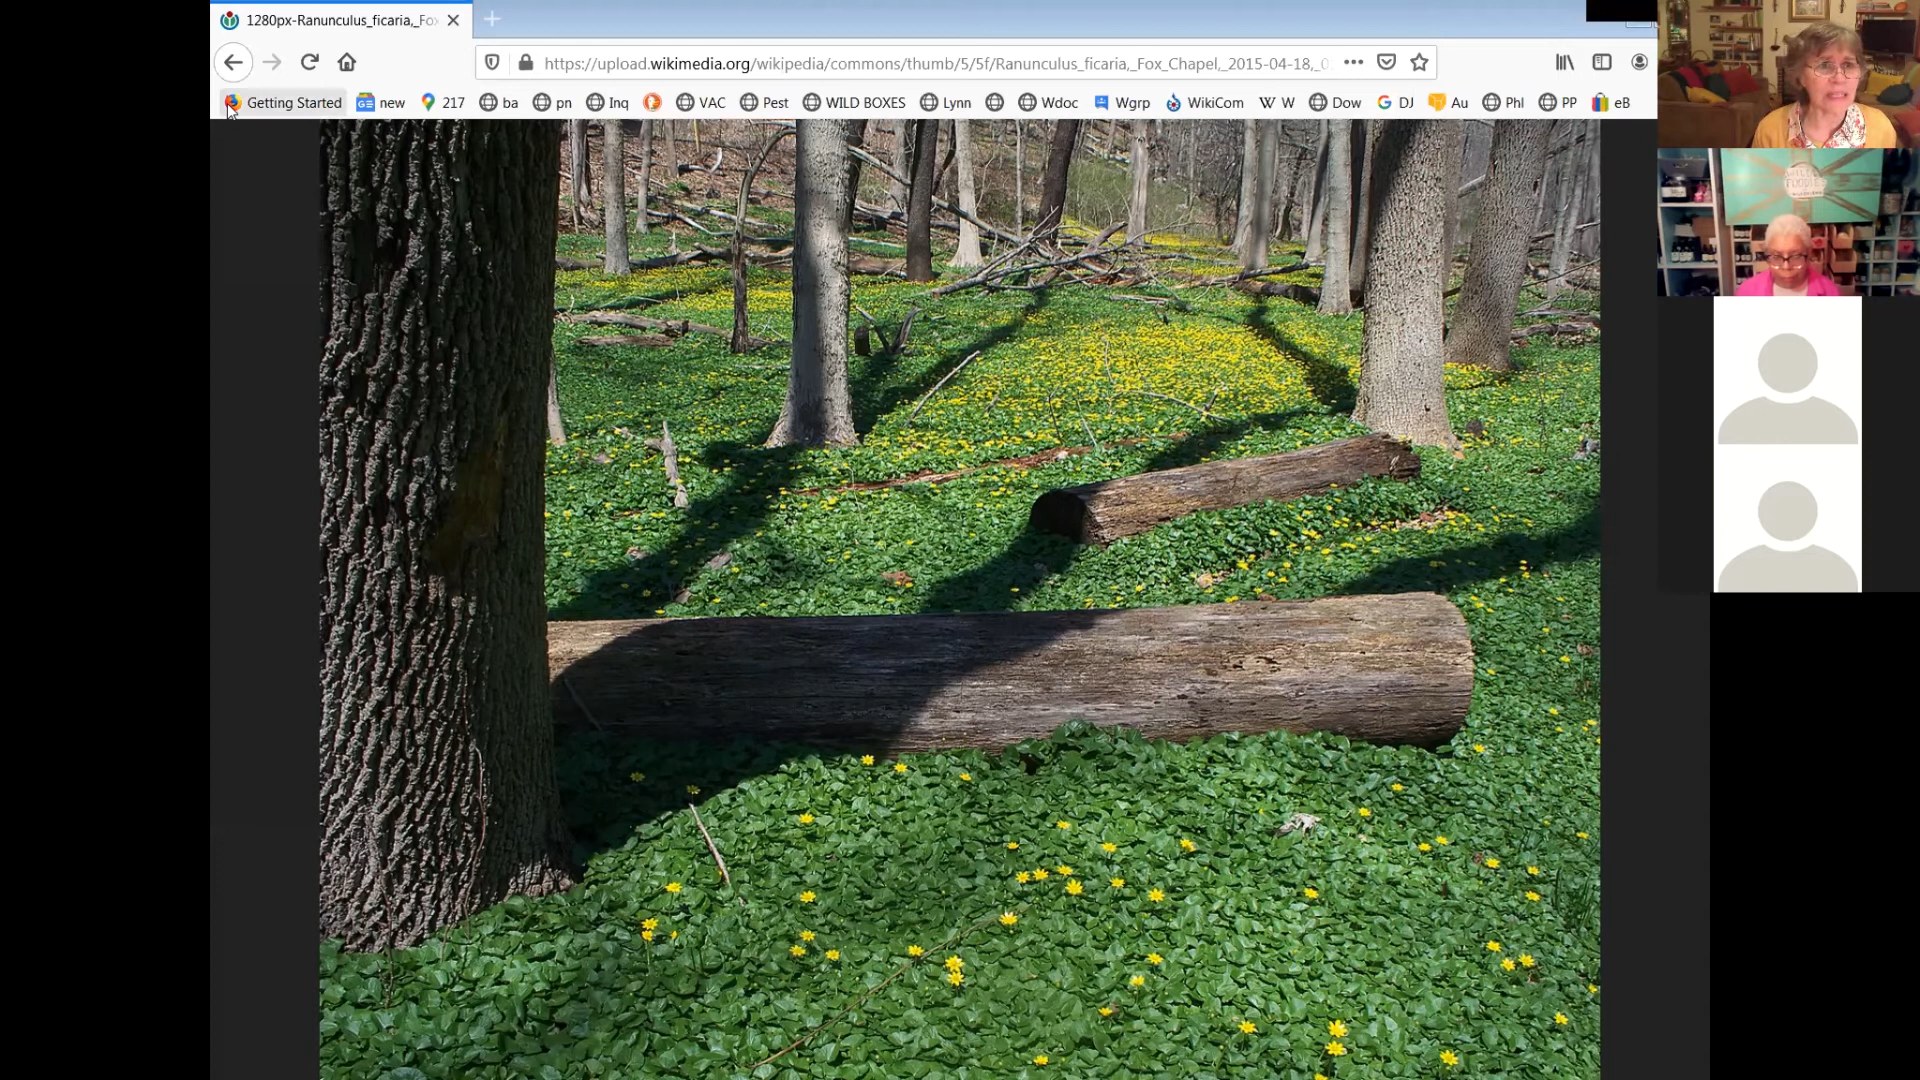 1280px-Ranunculus_ficaria,_Fo
https://upload.wikimedia.org/wikipedia/commons/thumb/5/5f/Ranunculus_ficaria,_Fox_Chapel,_2015-04-18,_0
Getting Started new 217 ba pn Inq VAC Pest WILD BOXES Lynn Wdoc Wgrp WikiCom W W Dow G DJ Au Phl PP eB